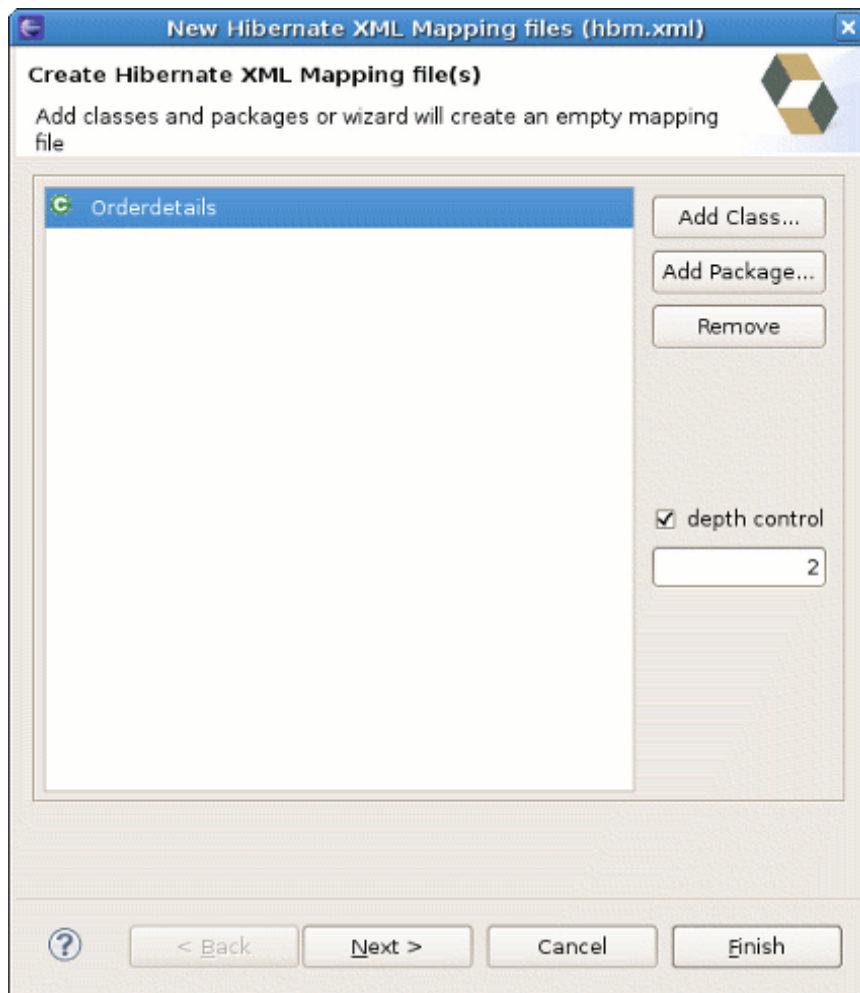 New Hibernate XML Mapping files (hbm.xml)
Create Hibernate XML Mapping file(s)
Add classes and packages or wizard will create an empty mapping
file
Orderdetails
Add Class...
Add Package...
Remove
depth control
2
< Back
Next >
Cancel
Finish